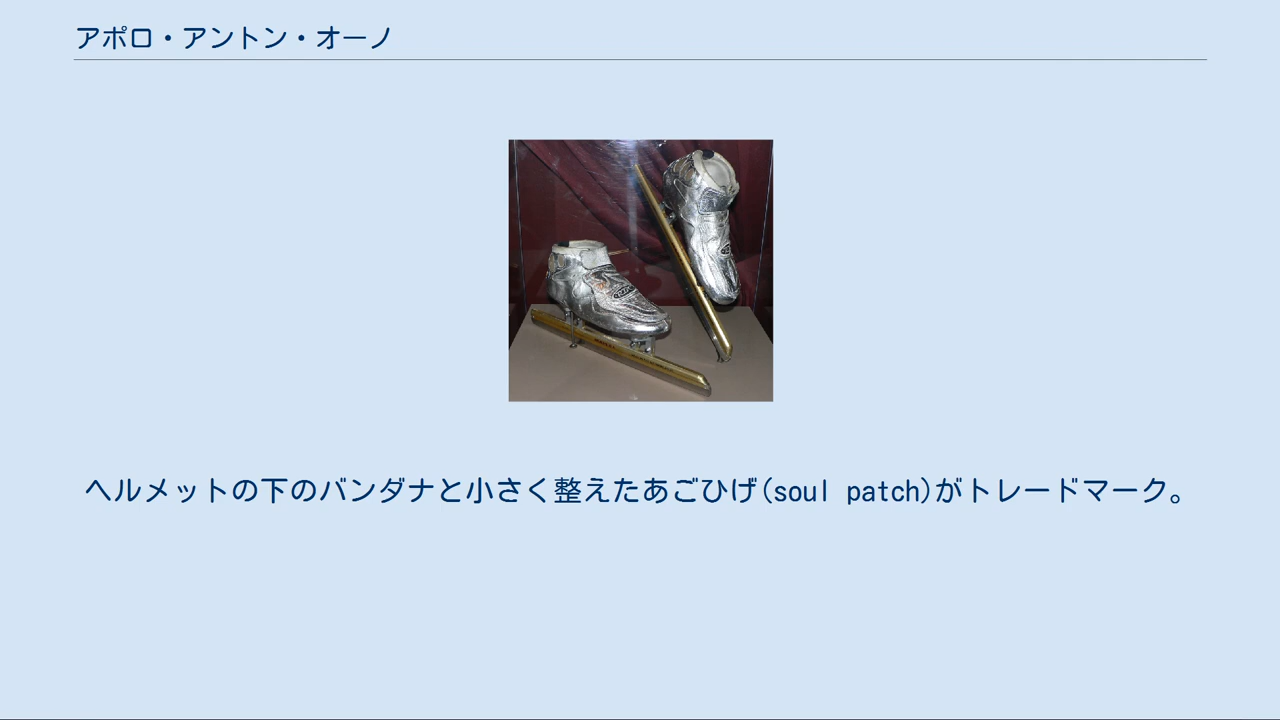 アポロ・アントン・オーノ
ヘルメットの下のバンダナと小さく整えたあごひげ(soul patch)がトレードマーク。